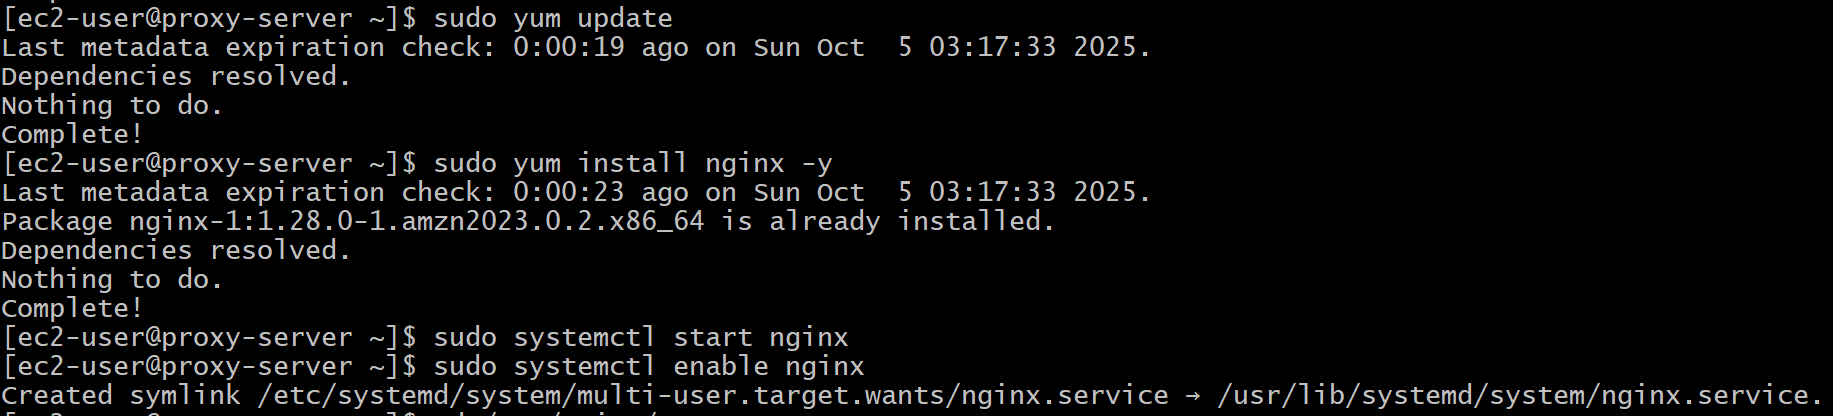 [ec2-user@proxy-server ~]$ sudo yum update
Last metadata expiration check: 0:00:19 ago on Sun Oct  5 03:17:33 2025.
Dependencies resolved.
Nothing to do.
Complete!
[ec2-user@proxy-server ~]$ sudo yum install nginx -y
Last metadata expiration check: 0:00:23 ago on Sun Oct  5 03:17:33 2025.
Package nginx-1:1.28.0-1.amzn2023.0.2.x86_64 is already installed.
Dependencies resolved.
Nothing to do.
Complete!
[ec2-user@proxy-server ~]$ sudo systemctl start nginx
[ec2-user@proxy-server ~]$ sudo systemctl enable nginx
Created symlink /etc/systemd/system/multi-user.target.wants/nginx.service → /usr/lib/systemd/system/nginx.service.